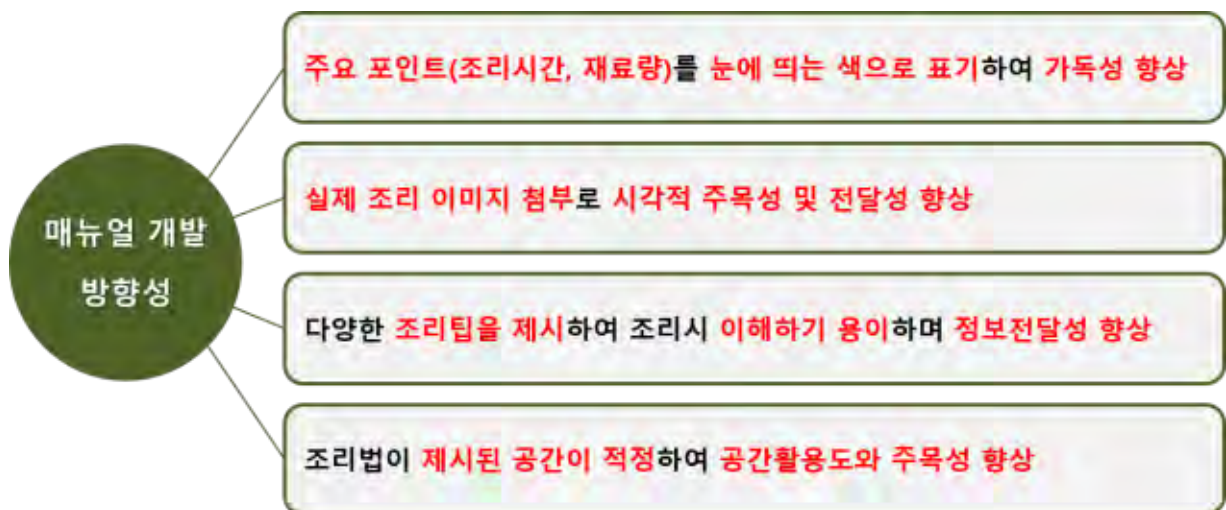 주요 포인트(조리시간, 재료량)를 눈에 띄는 색으로 표기하여 가독성 향상
실제 조리 이미지 첨부로 시각적 주목성 및 전달성 향상
매뉴얼 개발
방향성
다양한 조리팁을 제시하여 조리시 이해하기 용이하며 정보전달성 향상
조리법이 제시된 공간이 적정하여 공간활용도와 주목성 향상